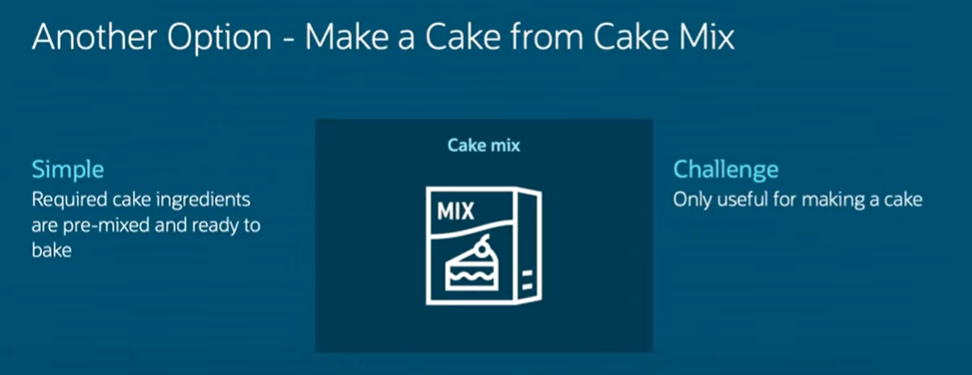 Another Option - Make a Cake from Cake Mix
Simple
Required cake ingredients
are pre-mixed and ready to
bake
Cake mix
MIX
Challenge
Only useful for making a cake